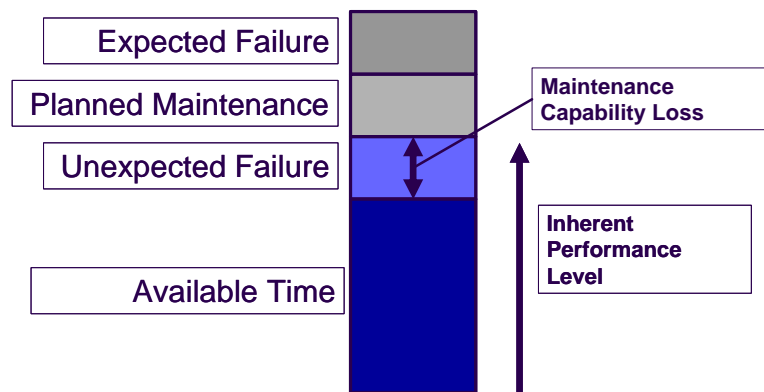 Expected Failure
Planned Maintenance
Unexpected Failure
Available Time
Maintenance
Capability Loss
Inherent
Performance
Level